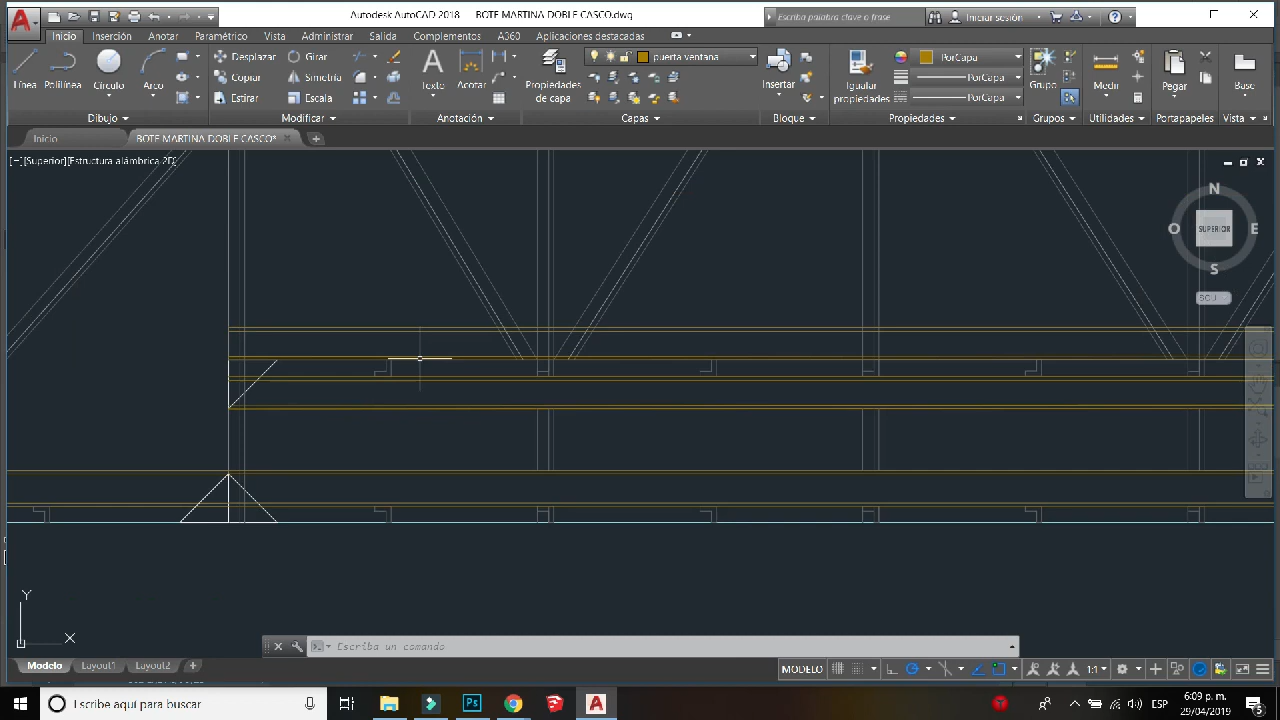 Autodesk AutoCAD 2018 BOTE MARTINA DOBLE CASCO.dwg
Escriba palabra clave o frase
Iniciar sesión
Inicio Inserción Anotar Paramétrico Vista Administrar Salida Complementos A360 Aplicaciones destacadas
Línea Polilínea Círculo Arco
Desplazar Girar
Copiar Simetría
Estirar Escala
Texto Acotar
Propiedades de capa
puerta ventana
Insertar
Igualar propiedades
PorCapa
PorCapa
PorCapa
Grupo Medir Pegar Base
Dibujo Modificar Anotación Capas Bloque Propiedades Grupos Utilidades Portapapeles Vista
Inicio BOTE MARTINA DOBLE CASCO*
[−][Superior][Estructura alámbrica 2D]
N
O SUPERIOR E
S
SCU
Y
X
Escriba un comando
Modelo Layout1 Layout2
MODELO 1:1
Escribe aquí para buscar
ESP
6:09 p. m.
29/04/2019
5